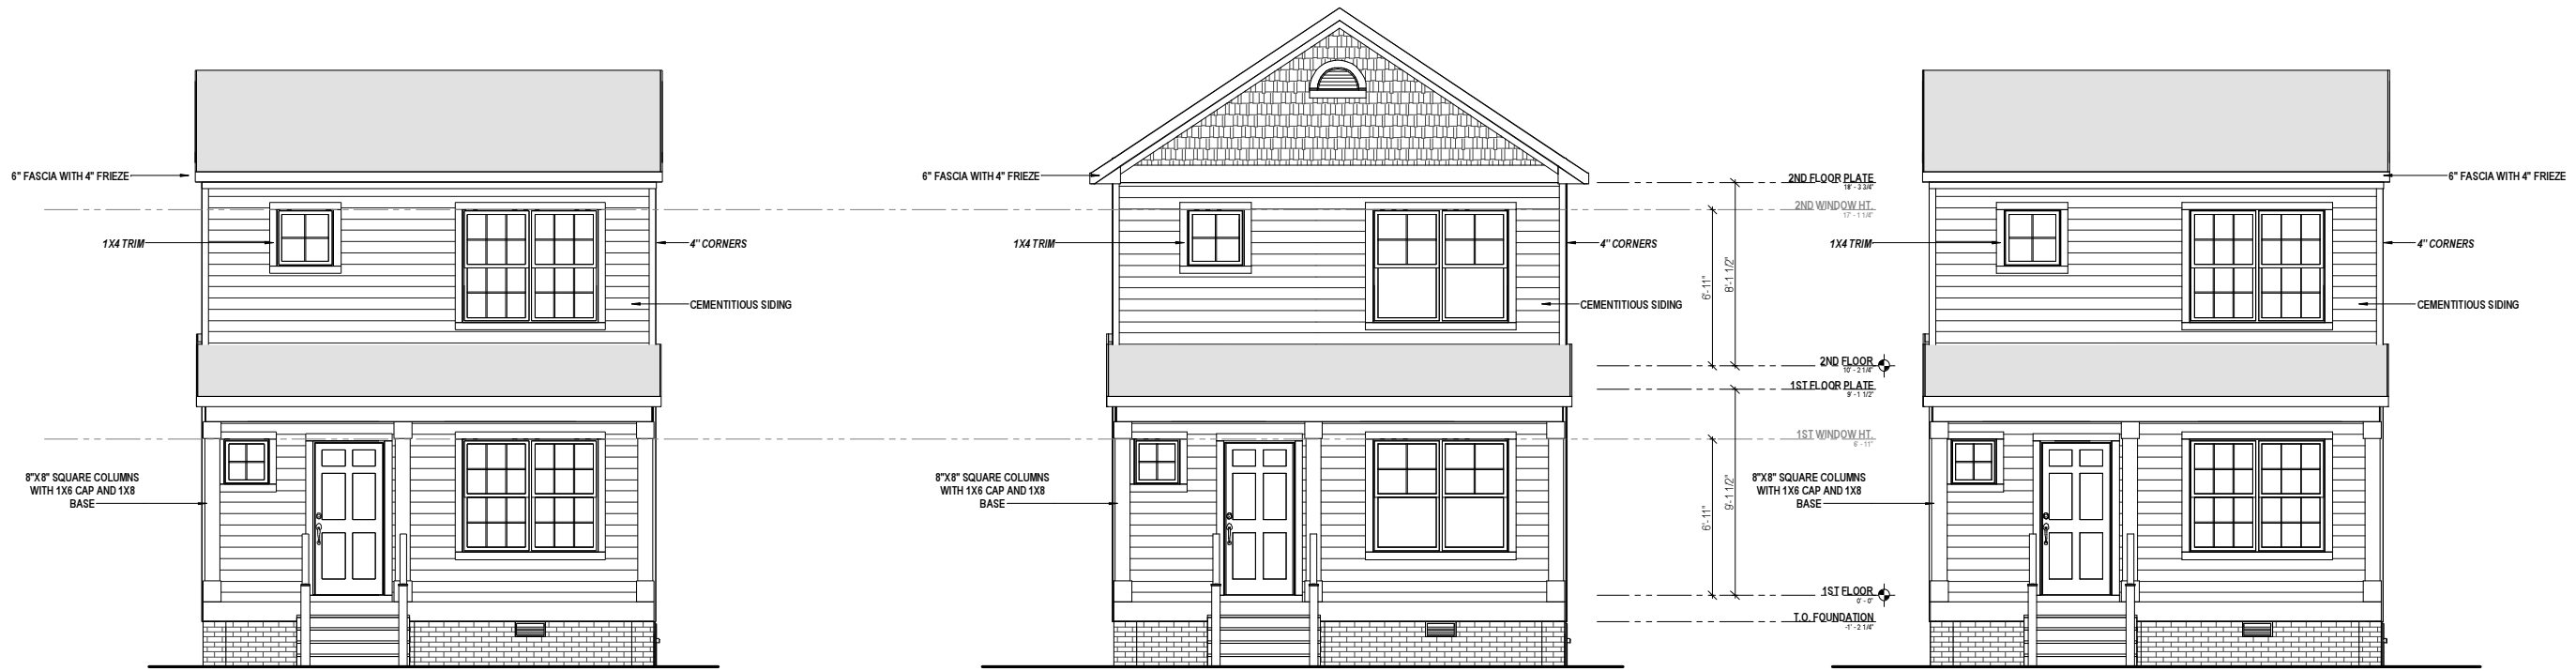 6" FASCIA WITH 4" FRIEZE
1X4 TRIM
4" CORNERS
CEMENTITIOUS SIDING
8"X8" SQUARE COLUMNS
WITH 1X6 CAP AND 1X8
BASE
6" FASCIA WITH 4" FRIEZE
1X4 TRIM
4" CORNERS
CEMENTITIOUS SIDING
8"X8" SQUARE COLUMNS
WITH 1X6 CAP AND 1X8
BASE
2ND FLOOR PLATE
18' - 3 3/4"
2ND WINDOW HT.
17' - 1 1/4"
6'-11"
8'-1 1/2"
2ND FLOOR
10' - 2 1/4"
1ST FLOOR PLATE
9' - 1 1/2"
1ST WINDOW HT.
6' - 11"
6'-11"
9'-1 1/2"
1ST FLOOR
0' - 0"
T.O. FOUNDATION
-1' - 2 1/4"
6" FASCIA WITH 4" FRIEZE
1X4 TRIM
4" CORNERS
CEMENTITIOUS SIDING
8"X8" SQUARE COLUMNS
WITH 1X6 CAP AND 1X8
BASE